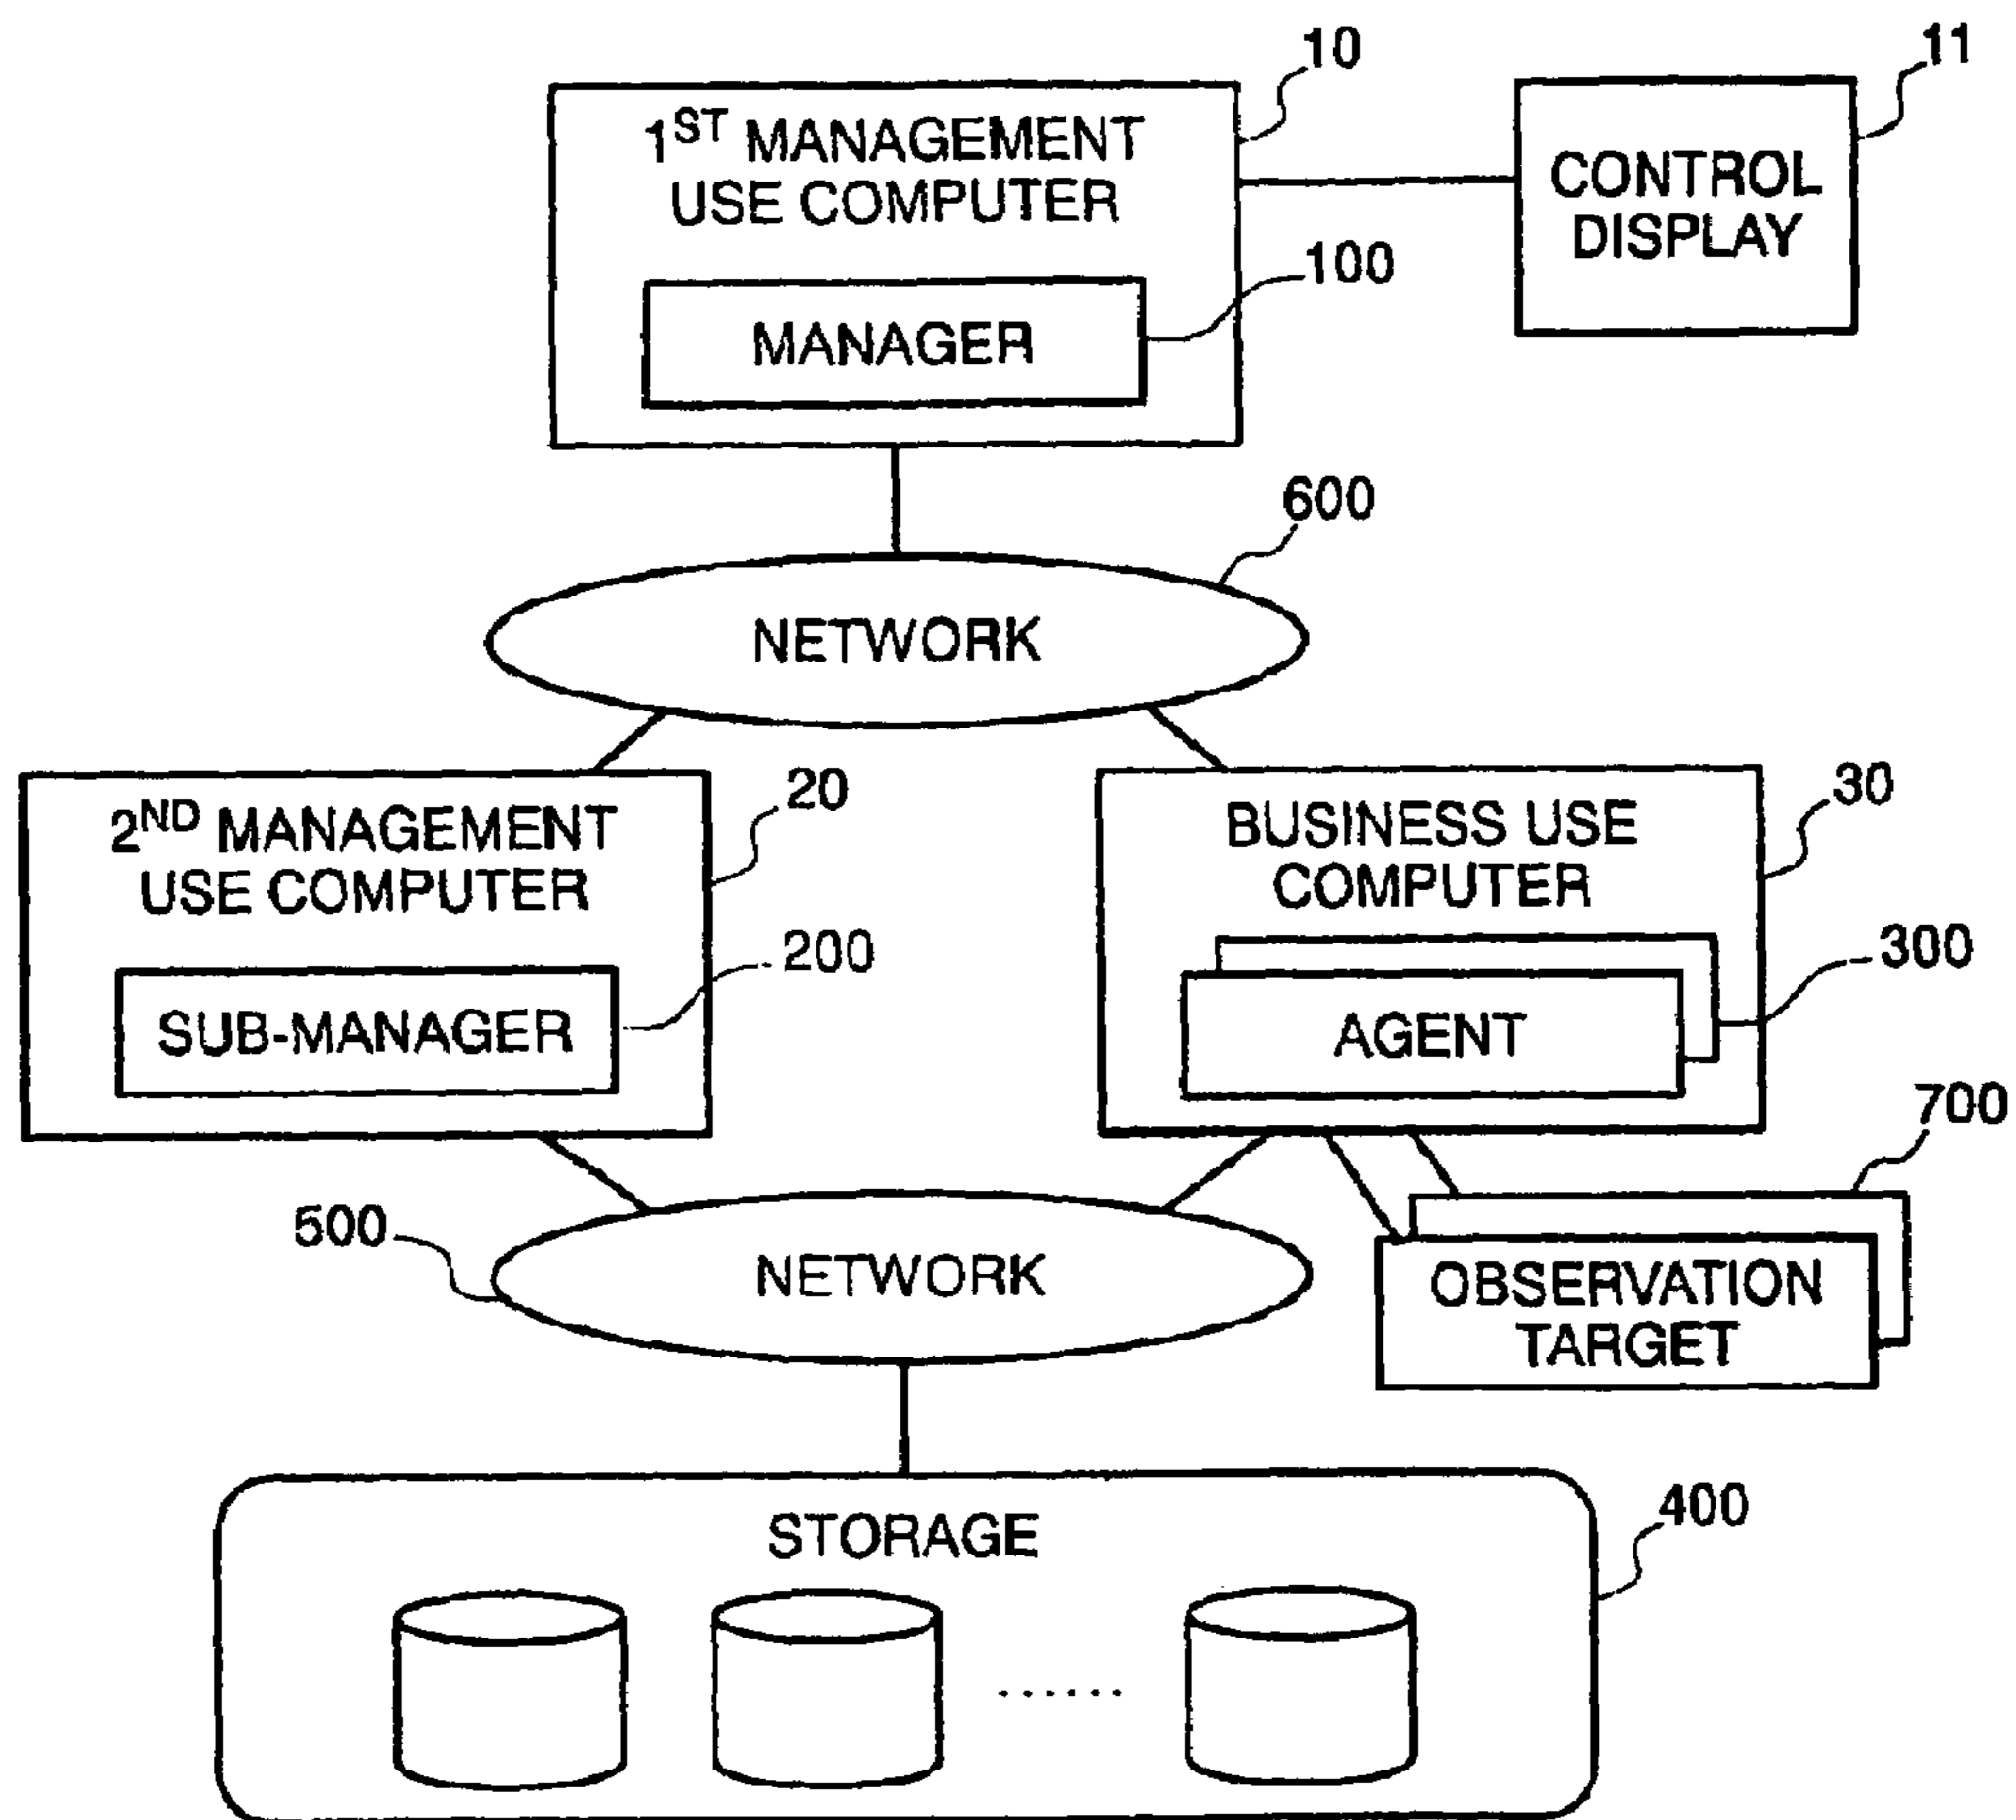 10
11
1ST MANAGEMENT
USE COMPUTER
CONTROL
DISPLAY
100
MANAGER
600
NETWORK
20
30
2ND MANAGEMENT
USE COMPUTER
BUSINESS USE
COMPUTER
200
300
SUB-MANAGER
AGENT
700
500
NETWORK
OBSERVATION
TARGET
400
STORAGE
......